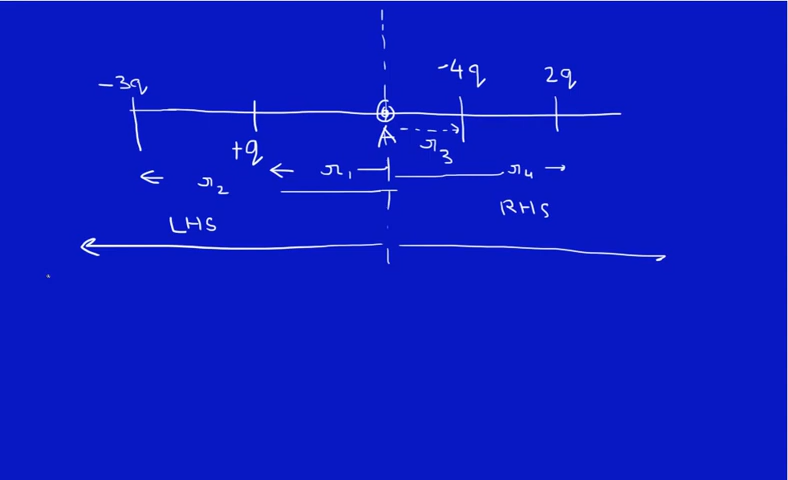 -3q +q -4q 2q
A
r₂ r₁ r₃ r₄
LHS RHS